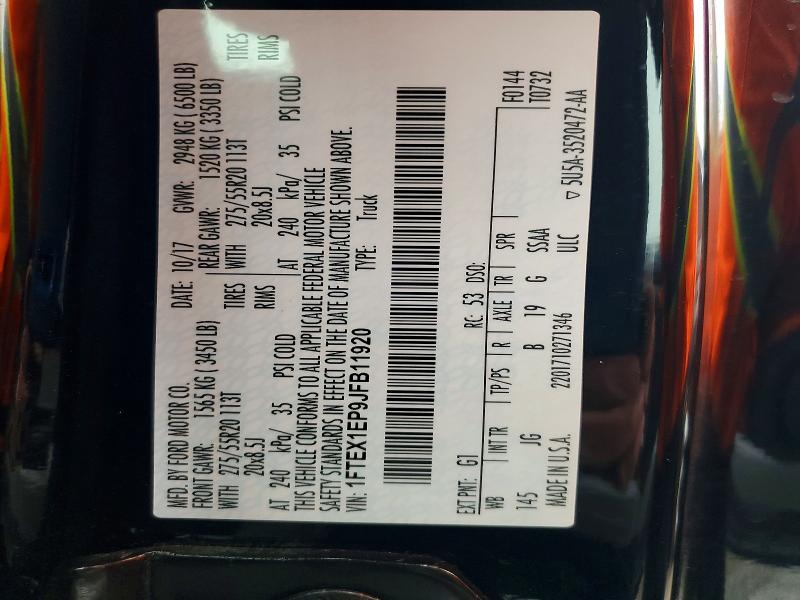 MFD. BY FORD MOTOR CO. DATE: 10/17 GVWR: 2948 KG ( 6500 LB)
FRONT GAWR: 1565 KG ( 3450 LB) REAR GAWR: 1520 KG ( 3350 LB)
WITH 275/55R20 113T TIRES WITH 275/55R20 113T TIRES
20x8.5J RIMS 20x8.5J RIMS
AT 240 kPa/ 35 PSI COLD AT 240 kPa/ 35 PSI COLD
THIS VEHICLE CONFORMS TO ALL APPLICABLE FEDERAL MOTOR VEHICLE
SAFETY STANDARDS IN EFFECT ON THE DATE OF MANUFACTURE SHOWN ABOVE.
VIN: 1FTEX1EP9JFB11920 TYPE: Truck
EXT PNT: G1 RC: 53 DSO: F0144
WB INT TR TP/PS R AXLE TR SPR T0732
145 JG B 19 G SSAA
MADE IN U.S.A. 2201710271346 ULC ▽ 5U5A-3520472-AA